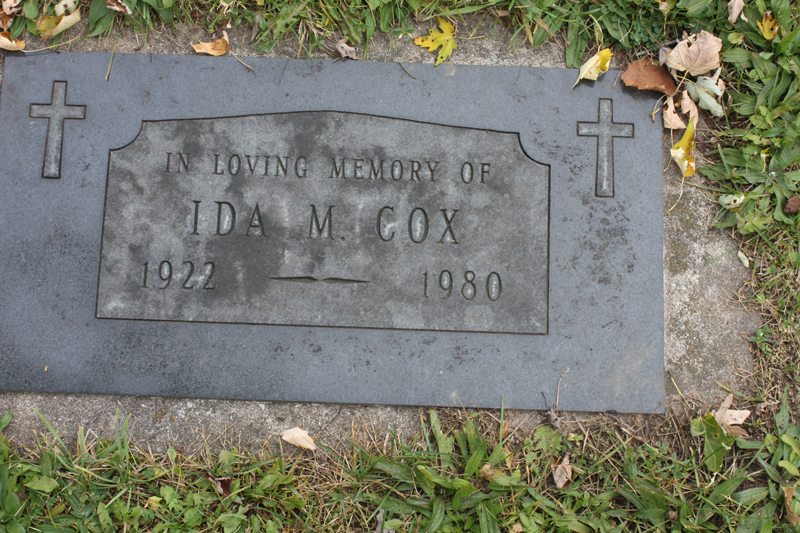 IN LOVING MEMORY OF
IDA M. COX
1922 — 1980